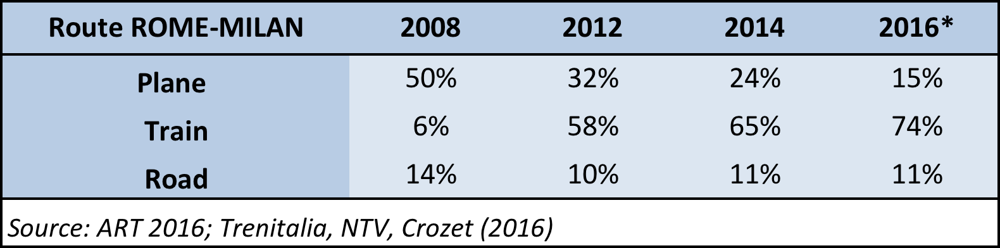 Route ROME-MILAN 2008 2012 2014 2016*
Plane 50% 32% 24% 15%
Train 6% 58% 65% 74%
Road 14% 10% 11% 11%
Source: ART 2016; Trenitalia, NTV, Crozet (2016)